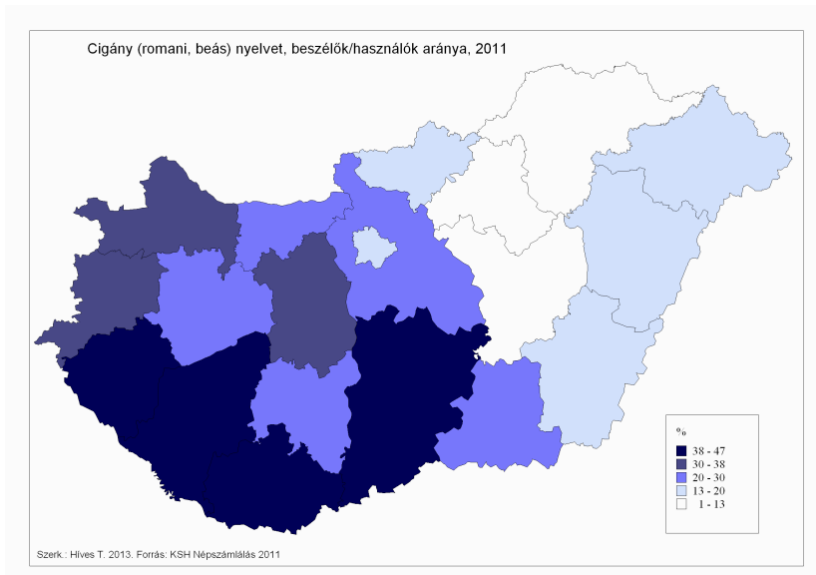 Cigány (romani, beás) nyelvet, beszélők/használók aránya, 2011
%
38 - 47
30 - 38
20 - 30
13 - 20
1 - 13
Szerk.: Híves T. 2013. Forrás: KSH Népszámlálás 2011